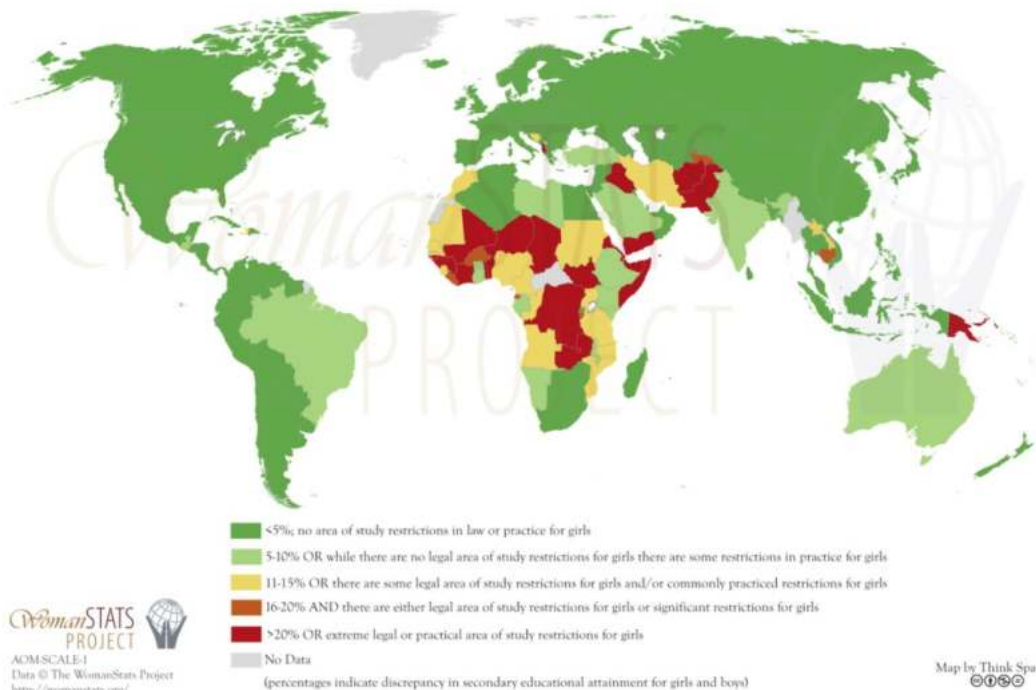 WomanSTATS
PROJECT
<5%; no area of study restrictions in law or practice for girls
5-10% OR while there are no legal area of study restrictions for girls there are some restrictions in practice for girls
11-15% OR there are some legal area of study restrictions for girls and/or commonly practiced restrictions for girls
16-20% AND there are either legal area of study restrictions for girls or significant restrictions for girls
>20% OR extreme legal or practical area of study restrictions for girls
No Data
(percentages indicate discrepancy in secondary educational attainment for girls and boys)
WomanSTATS
PROJECT
AOM-SCALE-1
Data © The WomanStats Project
Map by Think Spa